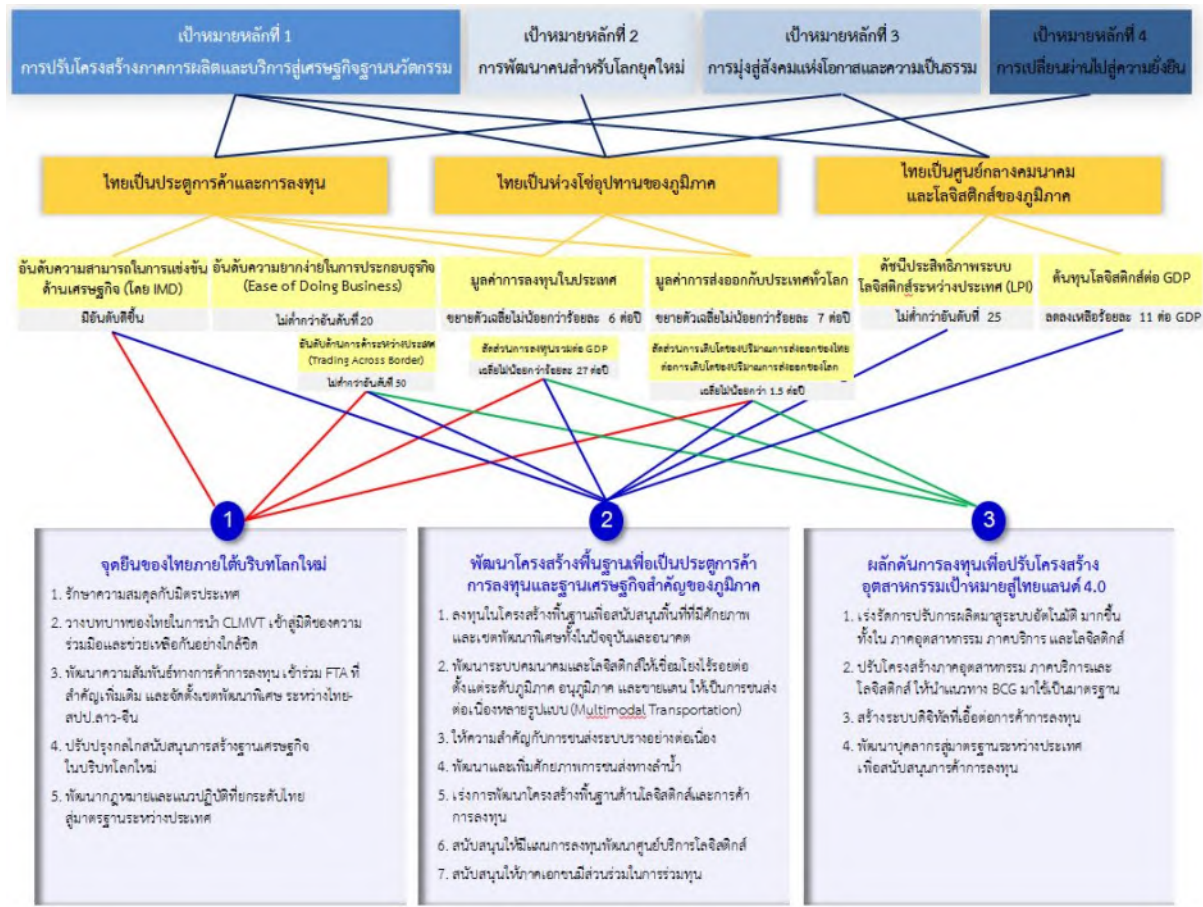 เป้าหมายหลักที่ 1
การปรับโครงสร้างภาคการผลิตและบริการสู่เศรษฐกิจฐานนวัตกรรม
เป้าหมายหลักที่ 2
การพัฒนาคนสำหรับโลกยุคใหม่
เป้าหมายหลักที่ 3
การมุ่งสู่สังคมแห่งโอกาสและความเป็นธรรม
เป้าหมายหลักที่ 4
การเปลี่ยนผ่านไปสู่ความยั่งยืน
ไทยเป็นประตูการค้าและการลงทุน
ไทยเป็นห่วงโซ่อุปทานของภูมิภาค
ไทยเป็นศูนย์กลางคมนาคม
และโลจิสติกส์ของภูมิภาค
อันดับความสามารถในการแข่งขัน
ด้านเศรษฐกิจ (โดย IMD)
มีอันดับดีขึ้น
อันดับความยากง่ายในการประกอบธุรกิจ
(Ease of Doing Business)
ไม่ต่ำกว่าอันดับที่ 20
อันดับด้านการค้าระหว่างประเทศ
(Trading Across Border)
ไม่ต่ำกว่าอันดับที่ 50
มูลค่าการลงทุนในประเทศ
ขยายตัวเฉลี่ยไม่น้อยกว่าร้อยละ 6 ต่อปี
สัดส่วนการลงทุนรวมต่อ GDP
เฉลี่ยไม่น้อยกว่าร้อยละ 27 ต่อปี
มูลค่าการส่งออกกับประเทศทั่วโลก
ขยายตัวเฉลี่ยไม่น้อยกว่าร้อยละ 7 ต่อปี
สัดส่วนการเติบโตของปริมาณการส่งออกของไทย
ต่อการเติบโตของปริมาณการส่งออกของโลก
เฉลี่ยไม่น้อยกว่า 1.5 ต่อปี
ดัชนีประสิทธิภาพระบบ
โลจิสติกส์ระหว่างประเทศ (LPI)
ไม่ต่ำกว่าอันดับที่ 25
ต้นทุนโลจิสติกส์ต่อ GDP
ลดลงเหลือร้อยละ 11 ต่อ GDP
1
จุดยืนของไทยภายใต้บริบทโลกใหม่
1. รักษาความสมดุลกับมิตรประเทศ
2. วางบทบาทของไทยในการนำ CLMVT เข้าสู่มิติของความ
ร่วมมือและช่วยเหลือกันอย่างใกล้ชิด
3. พัฒนาความสัมพันธ์ทางการค้าการลงทุน เข้าร่วม FTA ที่
สำคัญเพิ่มเติม และจัดตั้งเขตพัฒนาพิเศษ ระหว่างไทย-
สปป.ลาว-จีน
4. ปรับปรุงกลไกสนับสนุนการสร้างฐานเศรษฐกิจ
ในบริบทโลกใหม่
5. พัฒนากฎหมายและแนวปฏิบัติที่ยกระดับไทย
สู่มาตรฐานระหว่างประเทศ
2
พัฒนาโครงสร้างพื้นฐานเพื่อเป็นประตูการค้า
การลงทุนและฐานเศรษฐกิจสำคัญของภูมิภาค
1. ลงทุนในโครงสร้างพื้นฐานเพื่อสนับสนุนพื้นที่ที่มีศักยภาพ
และเขตพัฒนาพิเศษทั้งในปัจจุบันและอนาคต
2. พัฒนาระบบคมนาคมและโลจิสติกส์ให้เชื่อมโยงไร้รอยต่อ
ตั้งแต่ระดับภูมิภาค อนุภูมิภาค และชายแดน ให้เป็นการขนส่ง
ต่อเนื่องหลายรูปแบบ (Multimodal Transportation)
3. ให้ความสำคัญกับการขนส่งระบบรางอย่างต่อเนื่อง
4. พัฒนาและเพิ่มศักยภาพการขนส่งทางลำน้ำ
5. เร่งการพัฒนาโครงสร้างพื้นฐานด้านโลจิสติกส์และการค้า
การลงทุน
6. สนับสนุนให้มีแผนการลงทุนพัฒนาศูนย์บริการโลจิสติกส์
7. สนับสนุนให้ภาคเอกชนมีส่วนร่วมในการร่วมทุน
3
ผลักดันการลงทุนเพื่อปรับโครงสร้าง
อุตสาหกรรมเป้าหมายสู่ไทยแลนด์ 4.0
1. เร่งรัดการปรับการผลิตมาสู่ระบบอัตโนมัติ มากขึ้น
ทั้งใน ภาคอุตสาหกรรม ภาคบริการ และโลจิสติกส์
2. ปรับโครงสร้างภาคอุตสาหกรรม ภาคบริการและ
โลจิสติกส์ ให้นำแนวทาง BCG มาใช้เป็นมาตรฐาน
3. สร้างระบบดิจิทัลที่เอื้อต่อการค้าการลงทุน
4. พัฒนาบุคลากรสู่มาตรฐานระหว่างประเทศ
เพื่อสนับสนุนการค้าการลงทุน